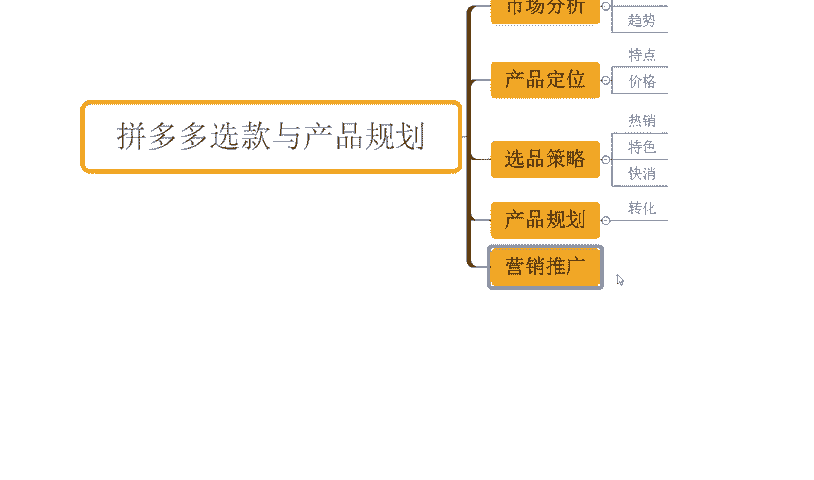 拼多多选款与产品规划
市场分析
趋势
产品定位
特点
价格
选品策略
热销
特色
快消
产品规划
转化
营销推广